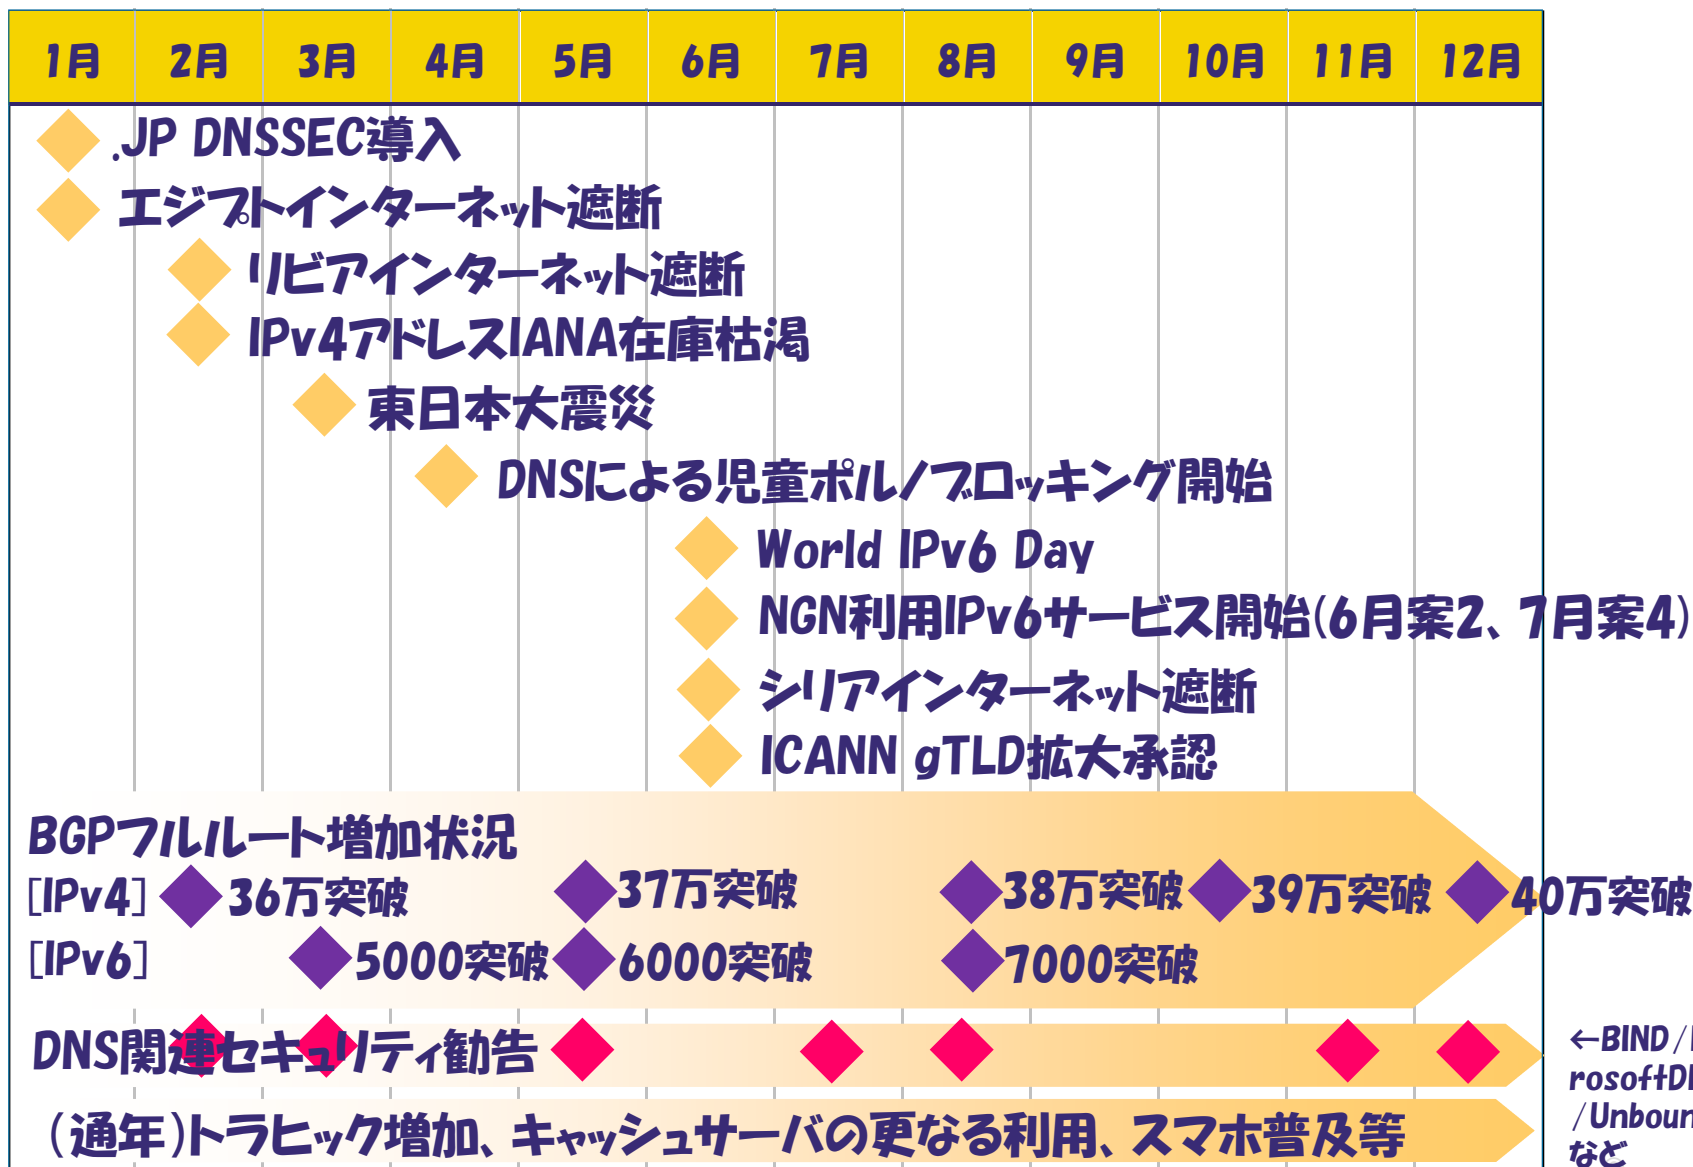 1月 2月 3月 4月 5月 6月 7月 8月 9月 10月 11月 12月
.JP DNSSEC導入
エジプトインターネット遮断
リビアインターネット遮断
IPv4アドレスIANA在庫枯渇
東日本大震災
DNSによる児童ポルノブロッキング開始
World IPv6 Day
NGN利用IPv6サービス開始(6月案2、7月案4)
シリアインターネット遮断
ICANN gTLD拡大承認
BGPフルルート増加状況
[IPv4] 36万突破 37万突破 38万突破 39万突破 40万突破
[IPv6] 5000突破 6000突破 7000突破
DNS関連セキュリティ勧告
←BIND/
rosoftD
/Unboun
など
(通年)トラヒック増加、キャッシュサーバの更なる利用、スマホ普及等